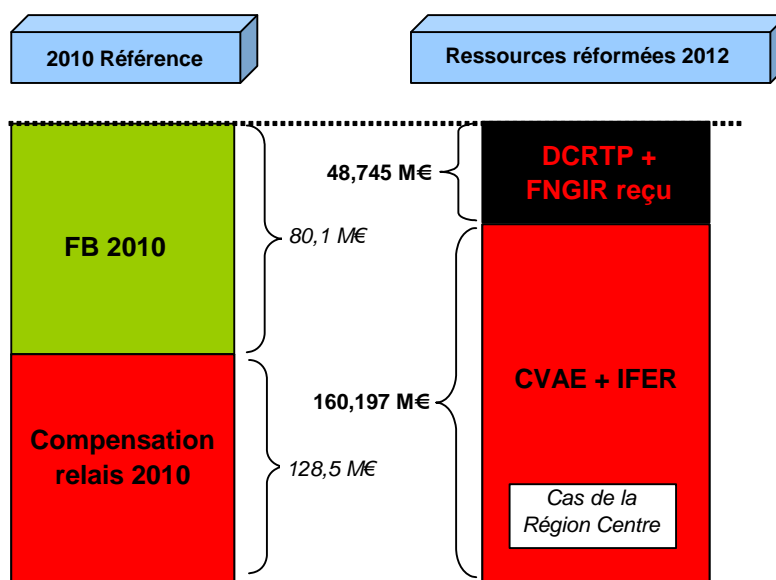 2010 Référence
Ressources réformées 2012
FB 2010
80,1 M€
Compensation
relais 2010
128,5 M€
48,745 M€
DCRTP +
FNGIR reçu
160,197 M€
CVAE + IFER
Cas de la
Région Centre